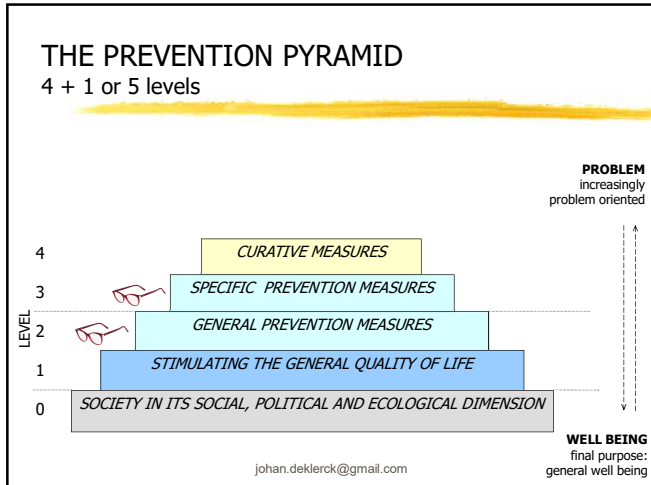 THE PREVENTION PYRAMID
4 + 1 or 5 levels
PROBLEM
increasingly
problem oriented
4
CURATIVE MEASURES
3
SPECIFIC PREVENTION MEASURES
LEVEL
2
GENERAL PREVENTION MEASURES
1
STIMULATING THE GENERAL QUALITY OF LIFE
0
SOCIETY IN ITS SOCIAL, POLITICAL AND ECOLOGICAL DIMENSION
WELL BEING
final purpose:
general well being
johan.deklerck@gmail.com